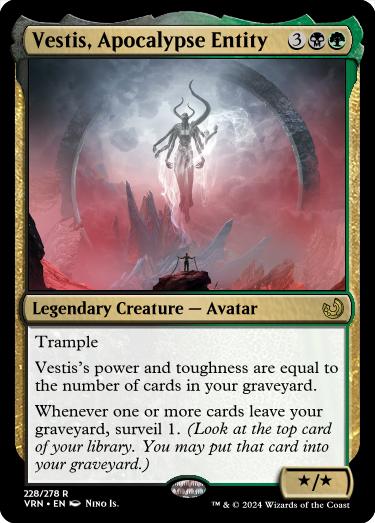 Vestis, Apocalypse Entity 3
Legendary Creature — Avatar
Trample
Vestis's power and toughness are equal to
the number of cards in your graveyard.
Whenever one or more cards leave your
graveyard, surveil 1. (Look at the top card
of your library. You may put that card into
your graveyard.)
*/*
228/278 R
VRN • EN Nino Is.
™ & © 2024 Wizards of the Coast